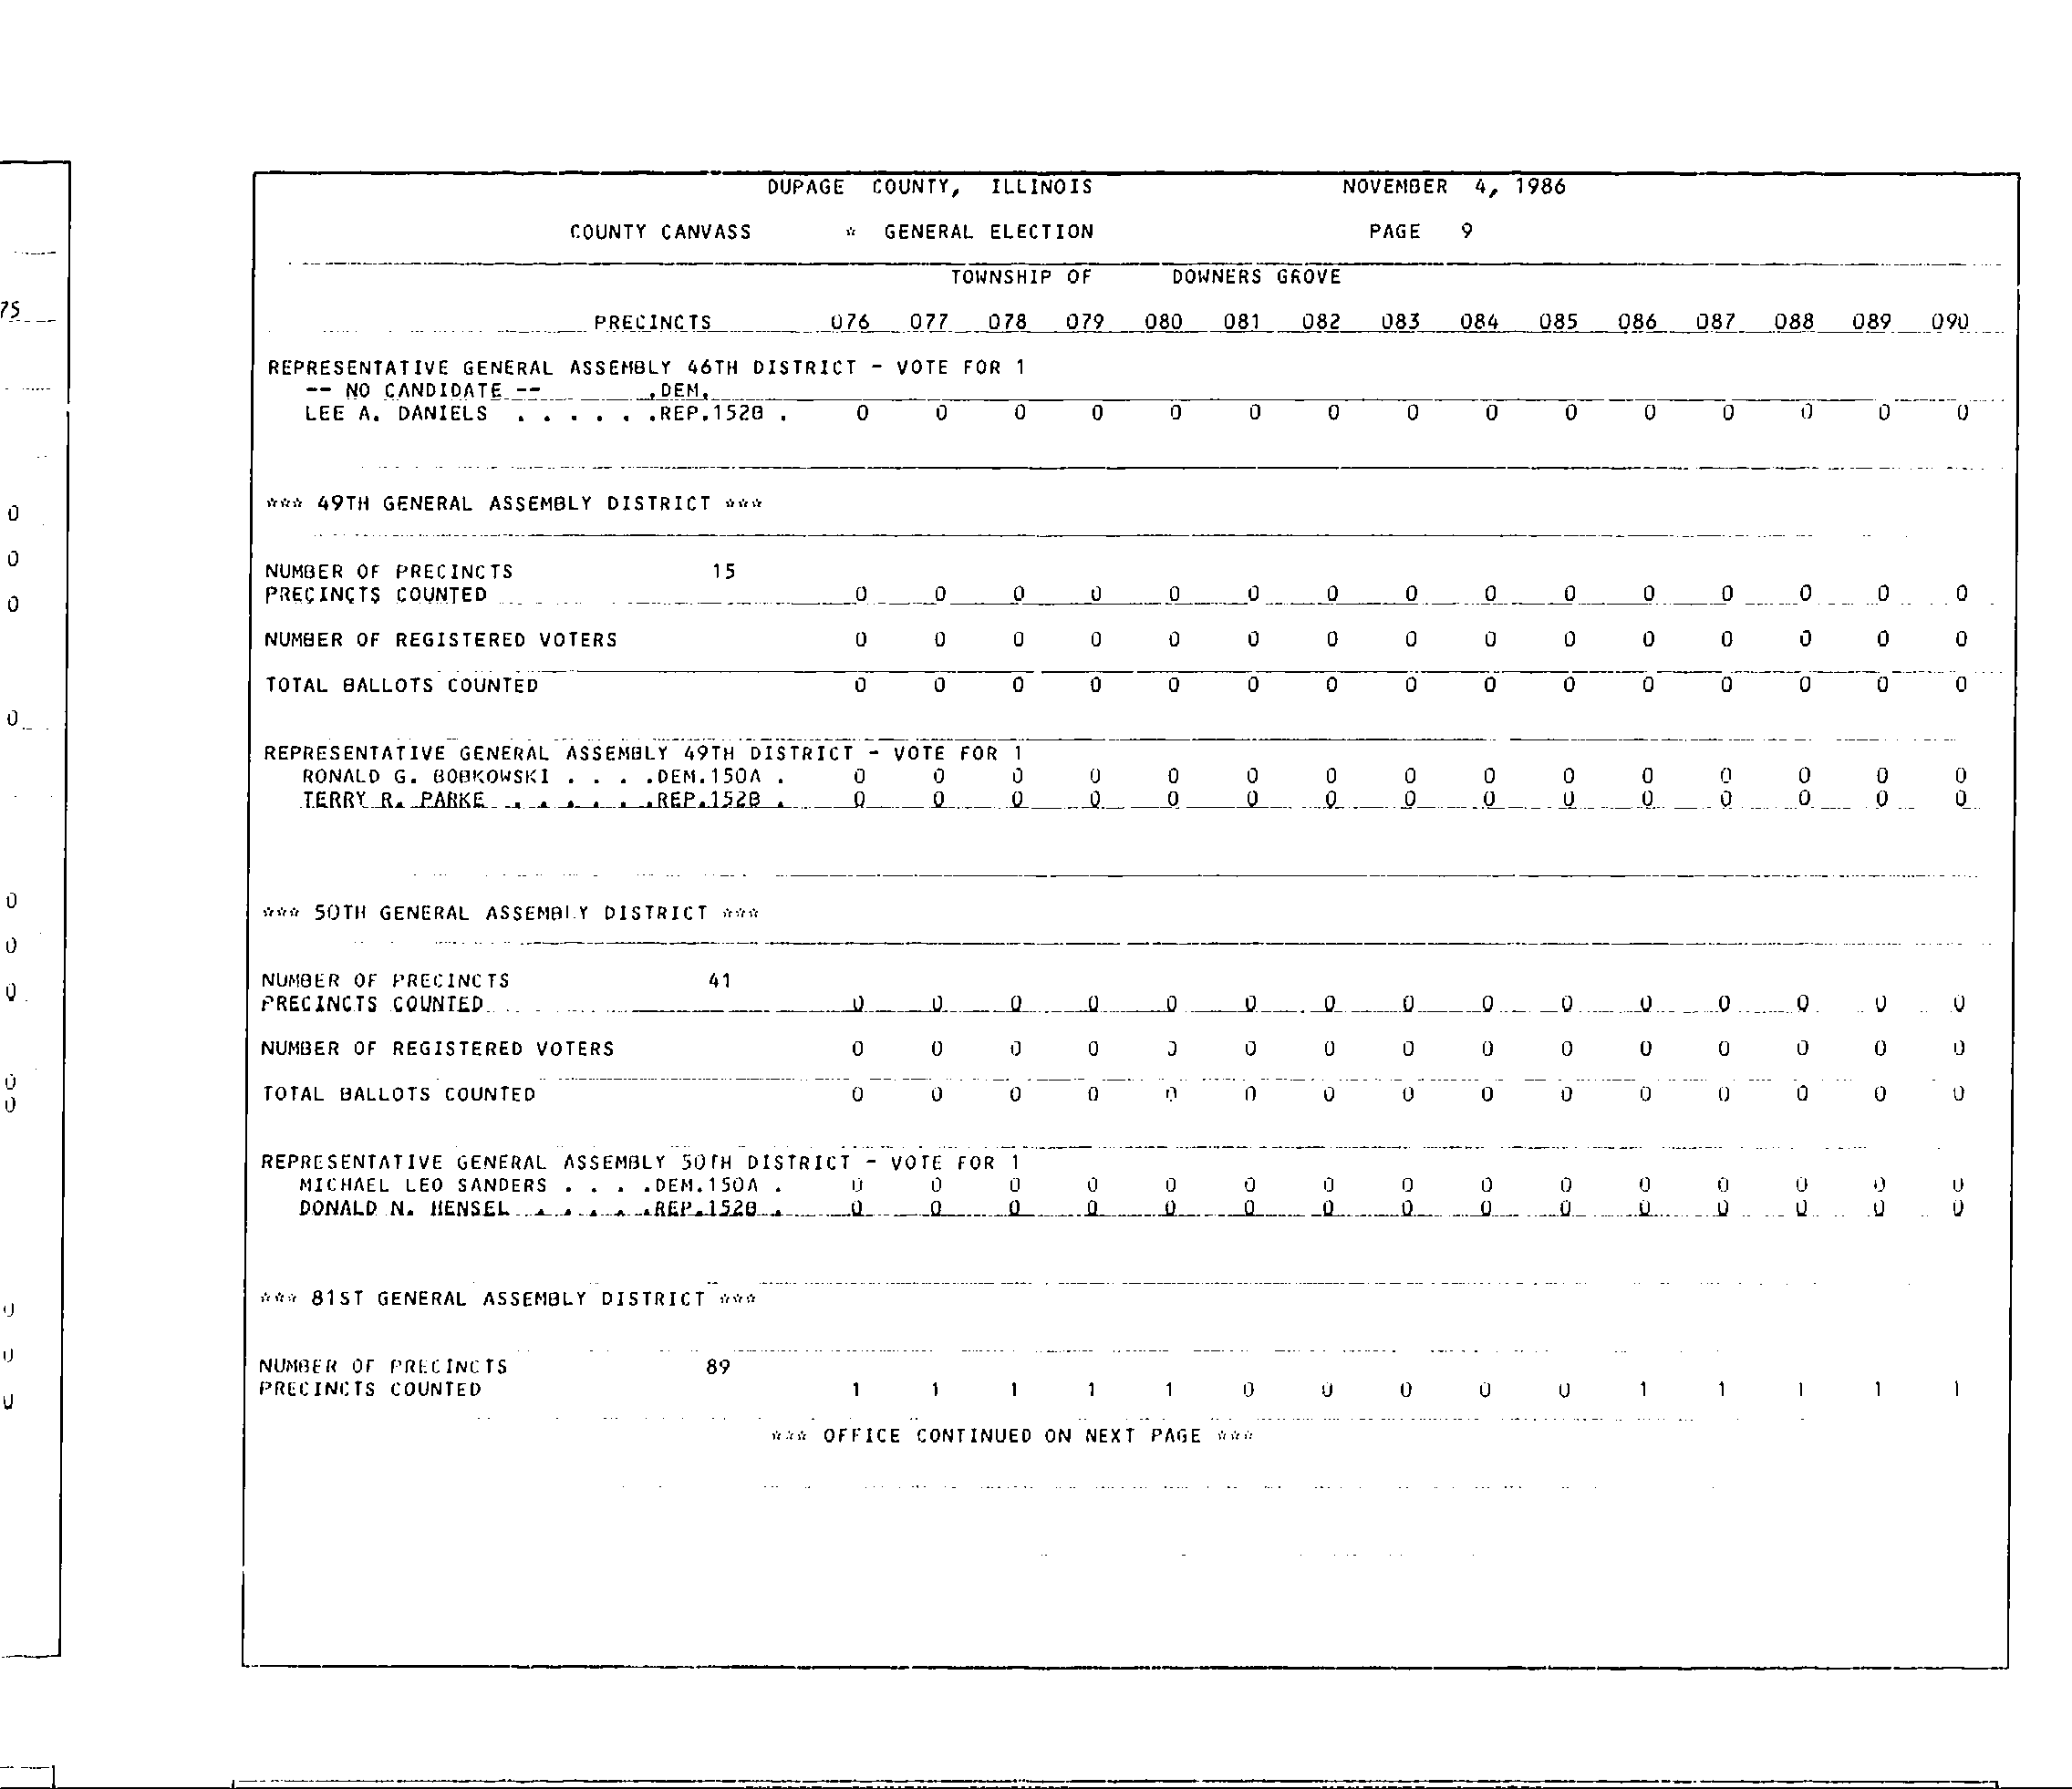 75
0
0
0
0
0
0
0
0
0
0
0
0
DUPAGE COUNTY, ILLINOIS NOVEMBER 4, 1986
COUNTY CANVASS * GENERAL ELECTION PAGE 9
TOWNSHIP OF DOWNERS GROVE
PRECINCTS 076 077 078 079 080 081 082 083 084 085 086 087 088 089 090
REPRESENTATIVE GENERAL ASSEMBLY 46TH DISTRICT - VOTE FOR 1
-- NO CANDIDATE -- .DEM.
LEE A. DANIELS . . . . . .REP.152B . 0 0 0 0 0 0 0 0 0 0 0 0 0 0 0
*** 49TH GENERAL ASSEMBLY DISTRICT ***
NUMBER OF PRECINCTS 15
PRECINCTS COUNTED 0 0 0 0 0 0 0 0 0 0 0 0 0 0 0
NUMBER OF REGISTERED VOTERS 0 0 0 0 0 0 0 0 0 0 0 0 0 0 0
TOTAL BALLOTS COUNTED 0 0 0 0 0 0 0 0 0 0 0 0 0 0 0
REPRESENTATIVE GENERAL ASSEMBLY 49TH DISTRICT - VOTE FOR 1
RONALD G. BOBKOWSKI . . . .DEM.150A . 0 0 0 0 0 0 0 0 0 0 0 0 0 0 0
TERRY R. PARKE . . . . . .REP.152B . 0 0 0 0 0 0 0 0 0 0 0 0 0 0 0
*** 50TH GENERAL ASSEMBLY DISTRICT ***
NUMBER OF PRECINCTS 41
PRECINCTS COUNTED 0 0 0 0 0 0 0 0 0 0 0 0 0 0 0
NUMBER OF REGISTERED VOTERS 0 0 0 0 0 0 0 0 0 0 0 0 0 0 0
TOTAL BALLOTS COUNTED 0 0 0 0 0 0 0 0 0 0 0 0 0 0 0
REPRESENTATIVE GENERAL ASSEMBLY 50TH DISTRICT - VOTE FOR 1
MICHAEL LEO SANDERS . . . .DEM.150A . 0 0 0 0 0 0 0 0 0 0 0 0 0 0 0
DONALD N. HENSEL . . . . .REP.152B . 0 0 0 0 0 0 0 0 0 0 0 0 0 0 0
*** 81ST GENERAL ASSEMBLY DISTRICT ***
NUMBER OF PRECINCTS 89
PRECINCTS COUNTED 1 1 1 1 1 0 0 0 0 0 1 1 1 1 1
*** OFFICE CONTINUED ON NEXT PAGE ***